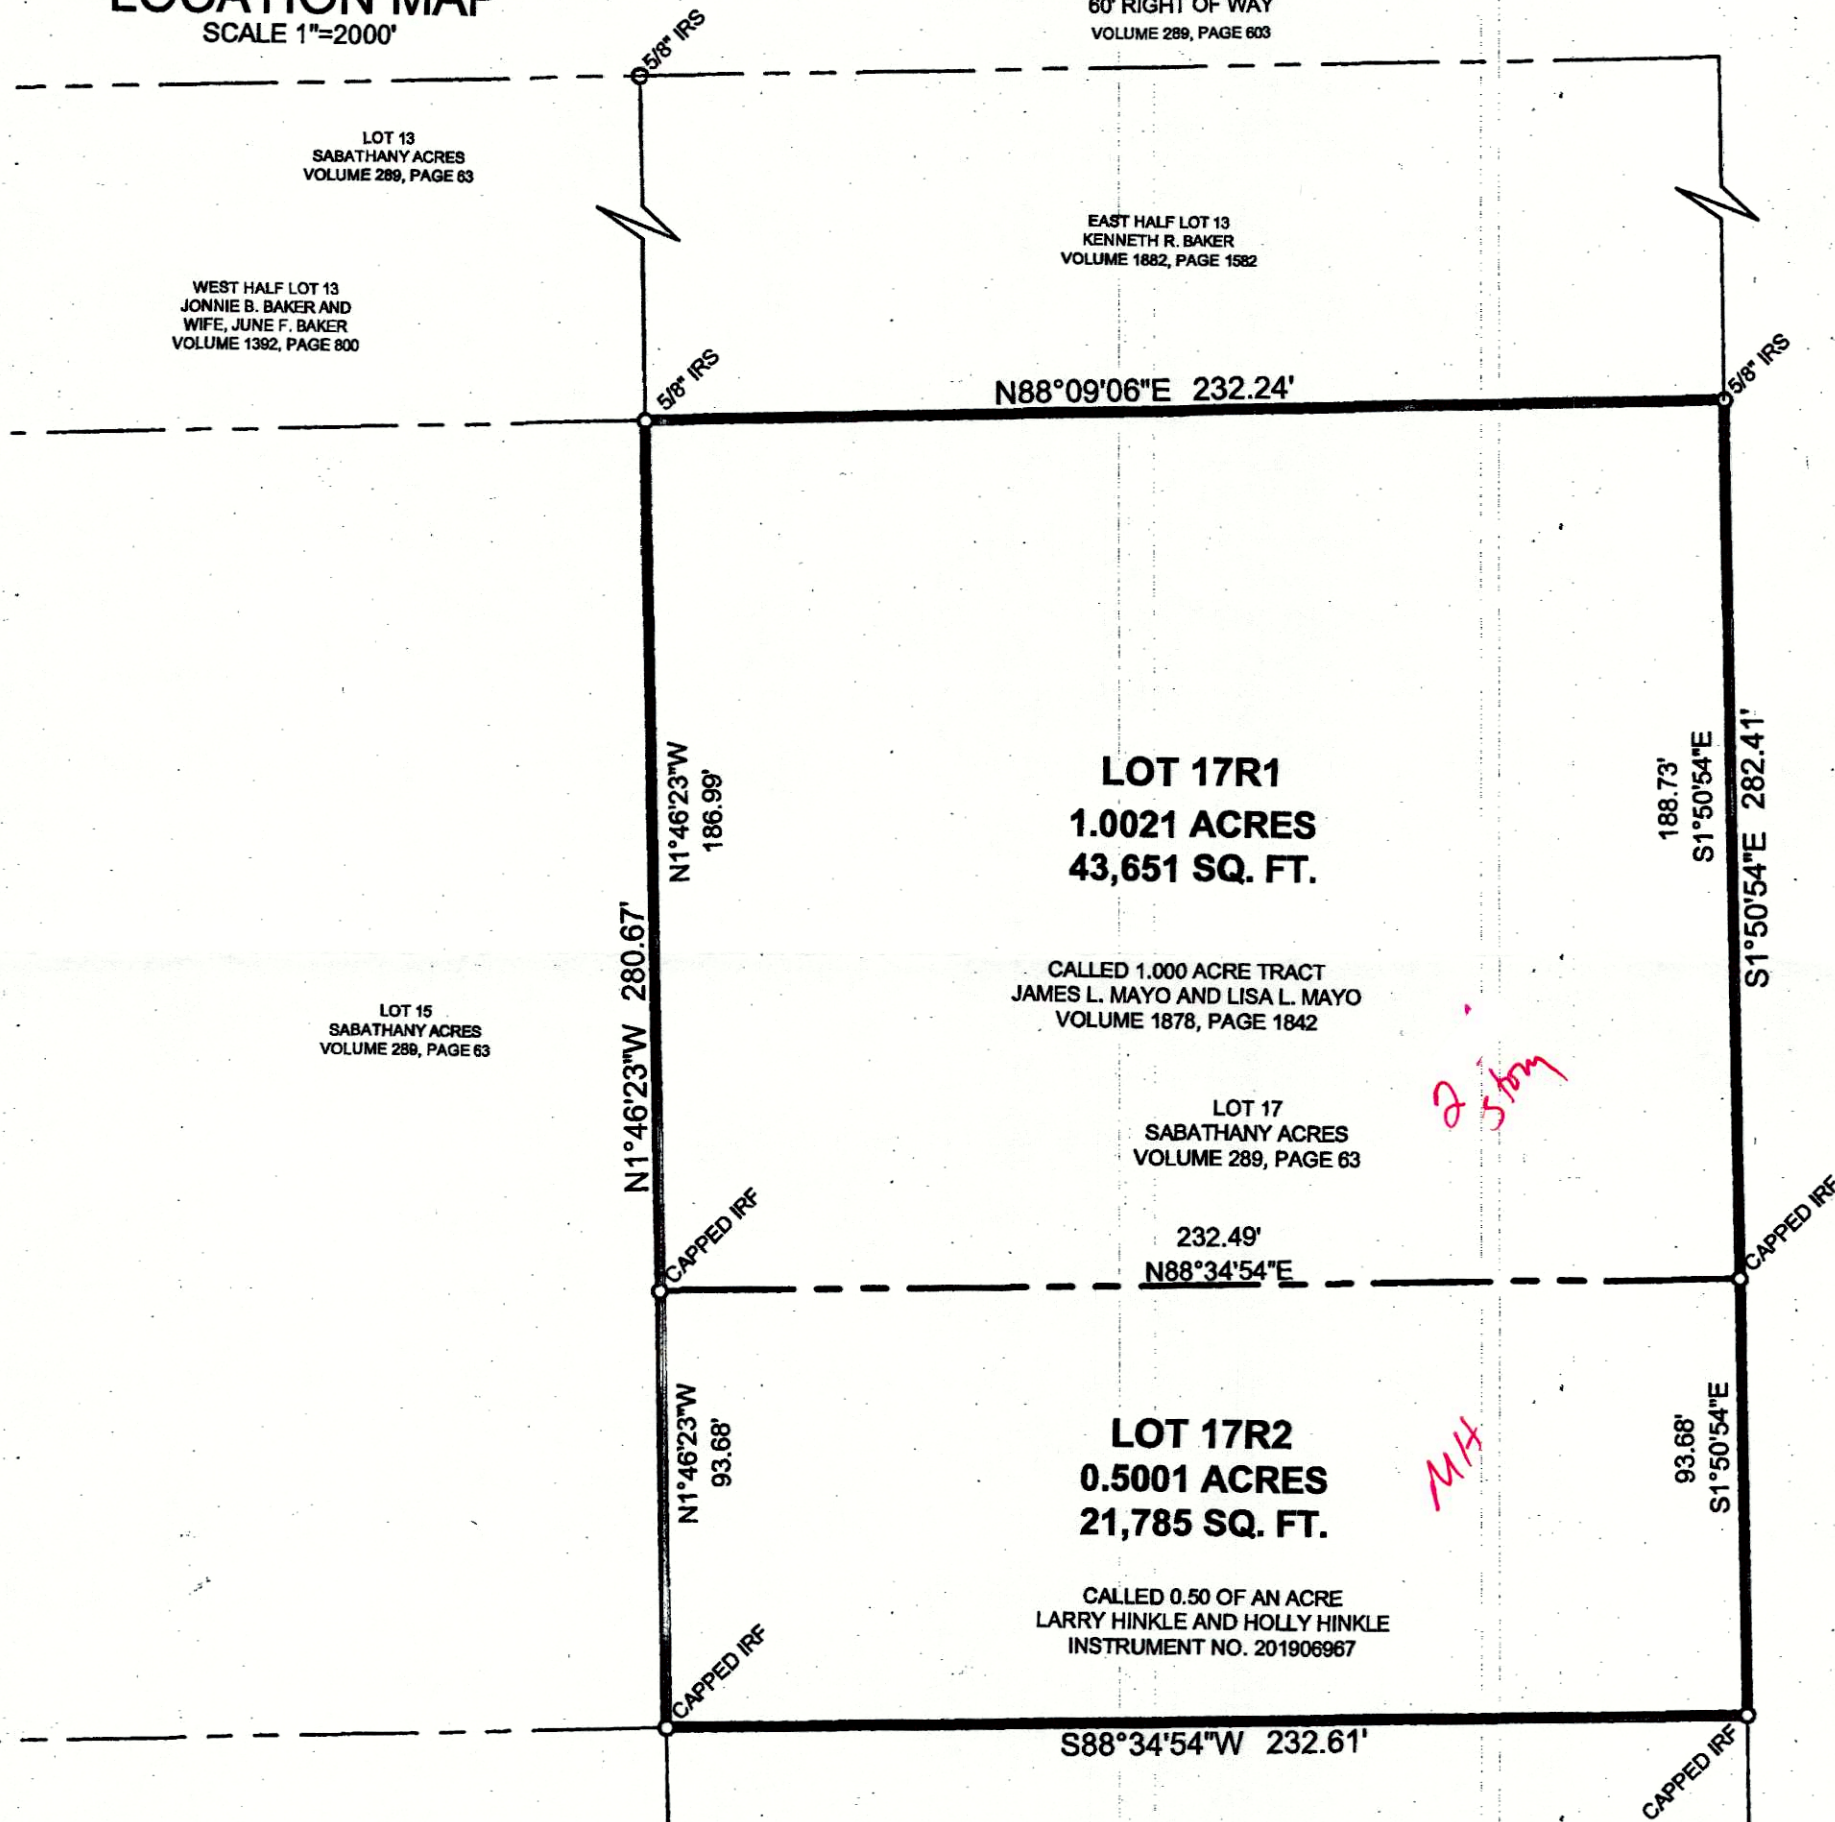 LOCATION MAP
SCALE 1"=2000'
60' RIGHT OF WAY
VOLUME 289, PAGE 603
5/8" IRS
LOT 13
SABATHANY ACRES
VOLUME 289, PAGE 63
EAST HALF LOT 13
KENNETH R. BAKER
VOLUME 1882, PAGE 1582
WEST HALF LOT 13
JONNIE B. BAKER AND
WIFE, JUNE F. BAKER
VOLUME 1392, PAGE 800
5/8" IRS
N88°09'06"E 232.24'
5/8" IRS
N1°46'23"W
186.99'
N1°46'23"W 280.67'
LOT 17R1
1.0021 ACRES
43,651 SQ. FT.
188.73'
S1°50'54"E
S1°50'54"E 282.41'
CALLED 1.000 ACRE TRACT
JAMES L. MAYO AND LISA L. MAYO
VOLUME 1878, PAGE 1842
LOT 15
SABATHANY ACRES
VOLUME 289, PAGE 63
2 story
LOT 17
SABATHANY ACRES
VOLUME 289, PAGE 63
CAPPED IRF
232.49'
N88°34'54"E
CAPPED IRF
N1°46'23"W
93.68'
LOT 17R2
0.5001 ACRES
21,785 SQ. FT.
MH
93.68'
S1°50'54"E
CALLED 0.50 OF AN ACRE
LARRY HINKLE AND HOLLY HINKLE
INSTRUMENT NO. 201906967
CAPPED IRF
S88°34'54"W 232.61'
CAPPED IRF